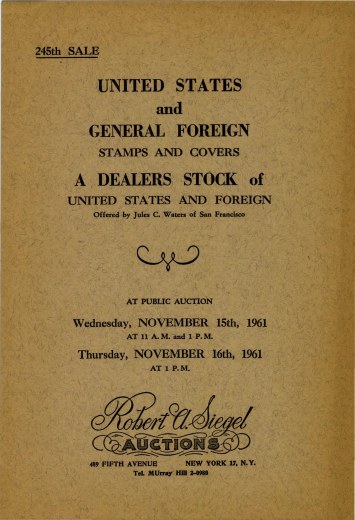 245th SALE
UNITED STATES
and
GENERAL FOREIGN
STAMPS AND COVERS
A DEALERS STOCK of
UNITED STATES AND FOREIGN
Offered by Jules C. Waters of San Francisco
AT PUBLIC AUCTION
Wednesday, NOVEMBER 15th, 1961
AT 11 A. M. and 1 P. M.
Thursday, NOVEMBER 16th, 1961
AT 1 P. M.
Robert A. Siegel
AUCTIONS
489 FIFTH AVENUE NEW YORK 17, N. Y.
Tel. MUrray Hill 2-0980